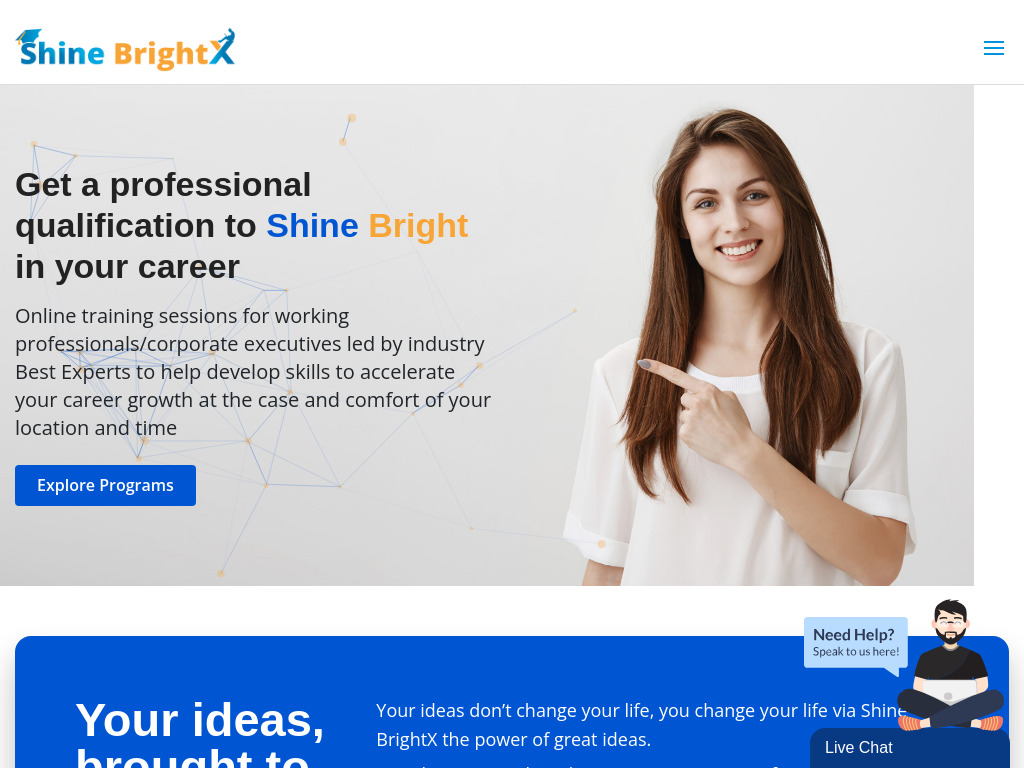 Shine BrightX
Get a professional
qualification to Shine Bright
in your career
Online training sessions for working
professionals/corporate executives led by industry
Best Experts to help develop skills to accelerate
your career growth at the case and comfort of your
location and time
Explore Programs
Need Help?
Speak to us here!
Your ideas,
brought to
Your ideas don’t change your life, you change your life via Shine
BrightX the power of great ideas.
Live Chat